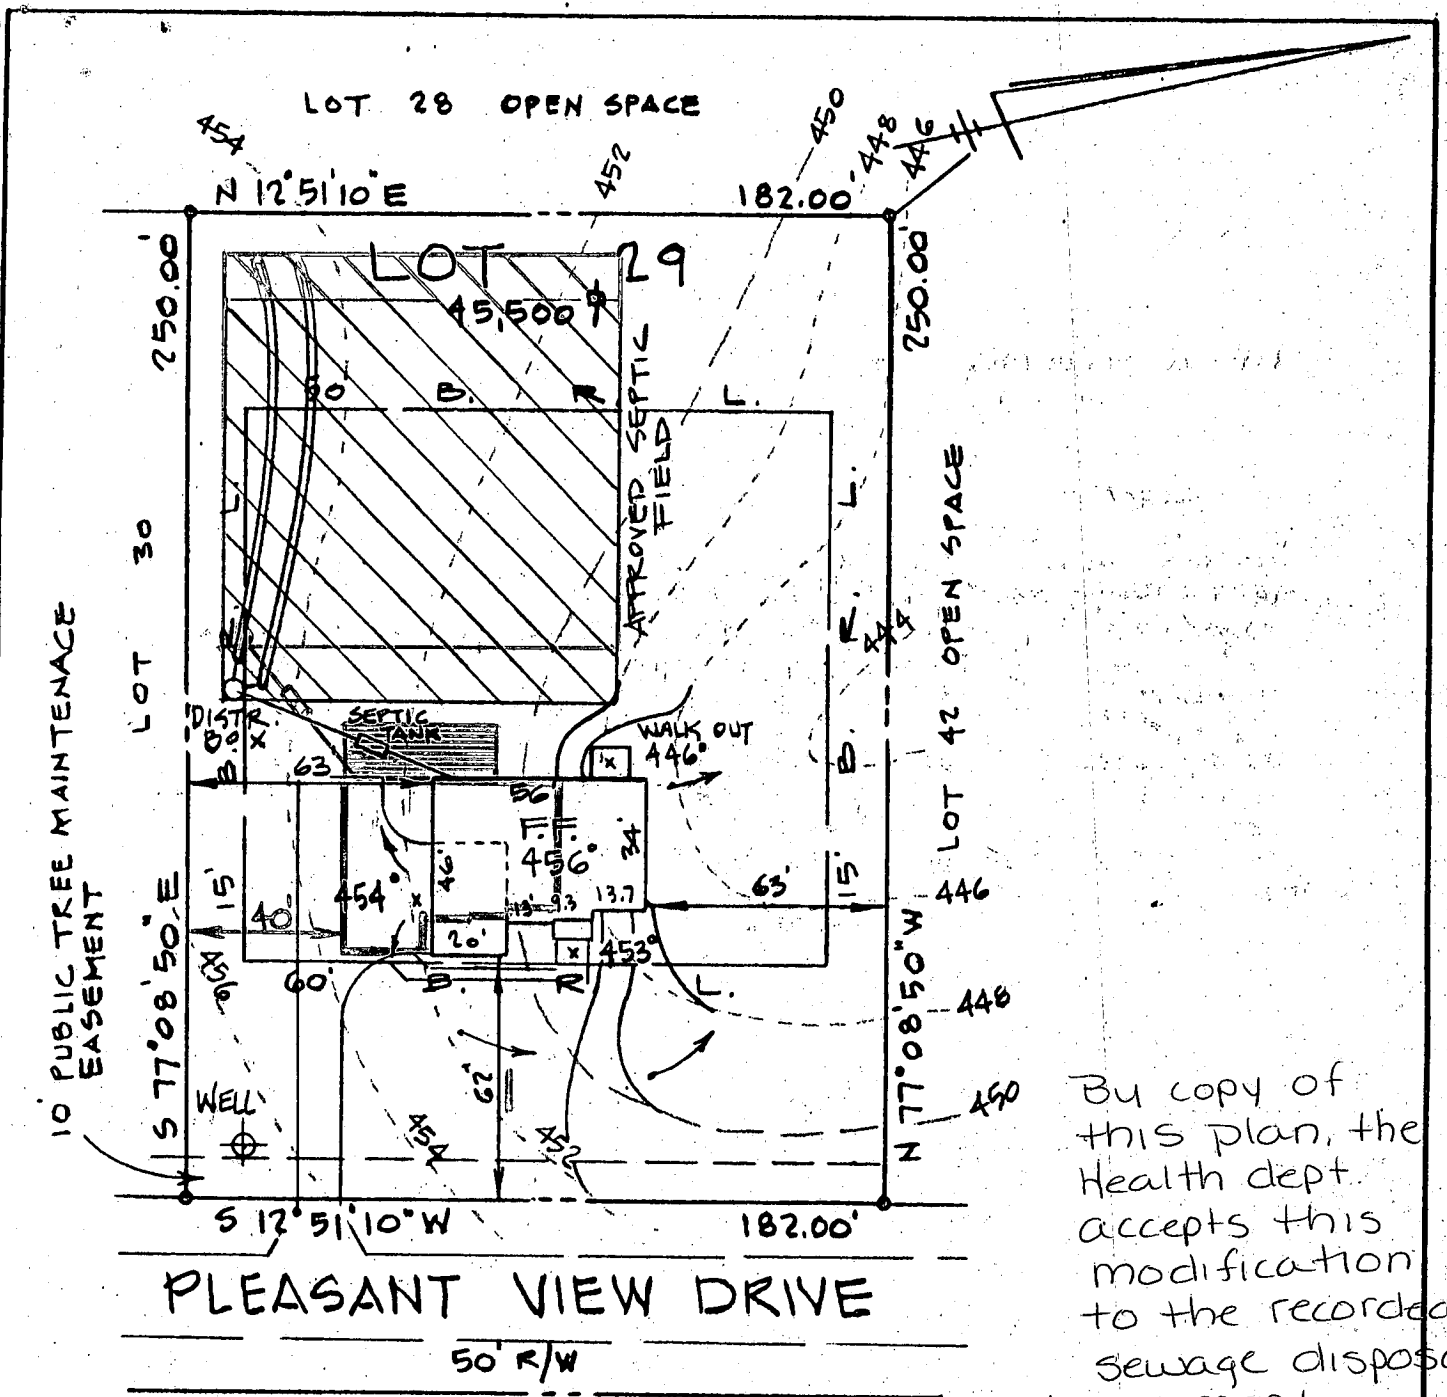 LOT 28 OPEN SPACE
454
452
450
448
446
N 12°51'10"E
182.00'
250.00'
250.00'
LOT 29
45,500
50'
B.
R
L.
APPROVED SEPTIC
FIELD
L.
L.
LOT 30
R.
444
LOT 42 OPEN SPACE
10' PUBLIC TREE MAINTENACE
EASEMENT
DISTR.
BOX
B.
SEPTIC
TANK
WALK OUT
446°
B.
63
56
F.F.
456°
34'
46'
454°
13'
9.3
13.7
63'
15'
15'
446
40
20'
453°
60'
B.
R
L.
456
448
62'
S 77°08'50"E
N 77°08'50"W
WELL
454
452
450
S 12°51'10"W
182.00'
PLEASANT VIEW DRIVE
50' R/W
By copy of
this plan, the
Health dept.
accepts this
modification
to the recorded
sewage dispos